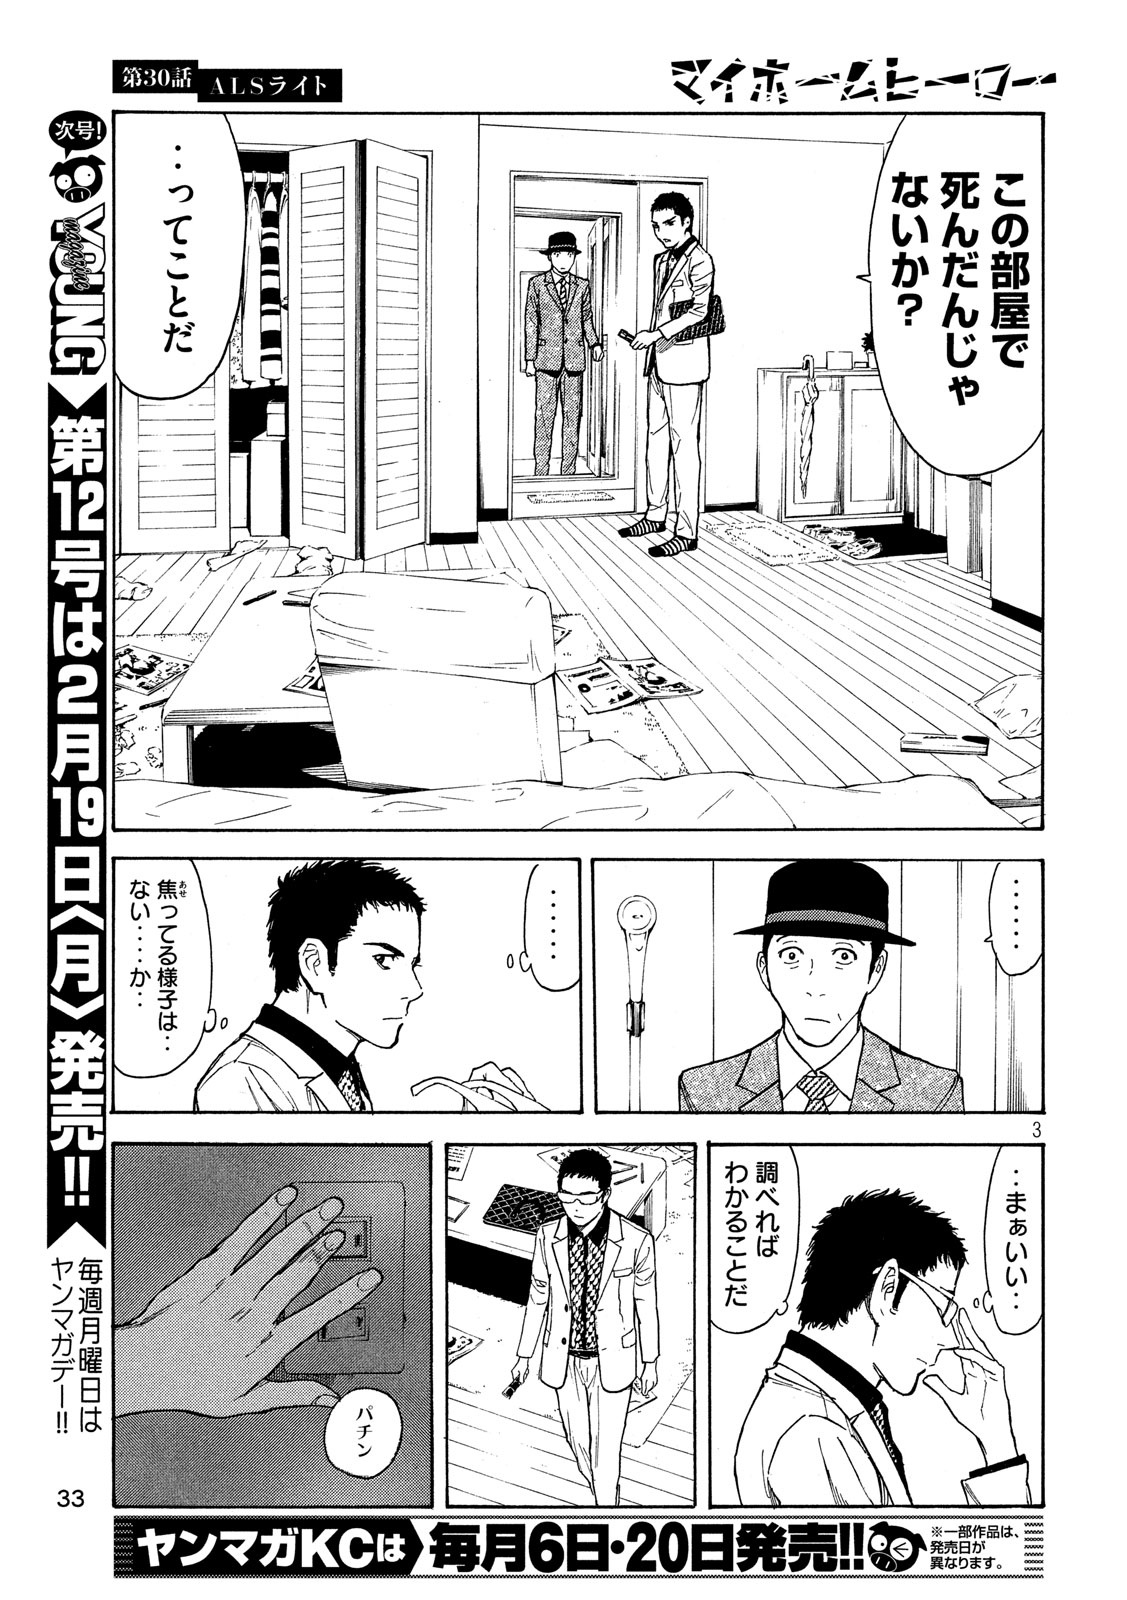 第30話
ALSライト
マイホームヒーロー
この部屋で
死んだんじゃ
ないか？
‥ってことだ
‥‥‥
‥‥‥
焦ってる様子は‥
あせ
ない‥‥か‥
3
‥まぁいい‥
調べれば
わかることだ
パチン
次号!
YOUNG
magazine
第12号は2月19日〈月〉発売!!
毎週月曜日は
ヤンマガデー!!
33
ヤンマガKCは
毎月6日・20日発売!!
※一部作品は、
発売日が
異なります。